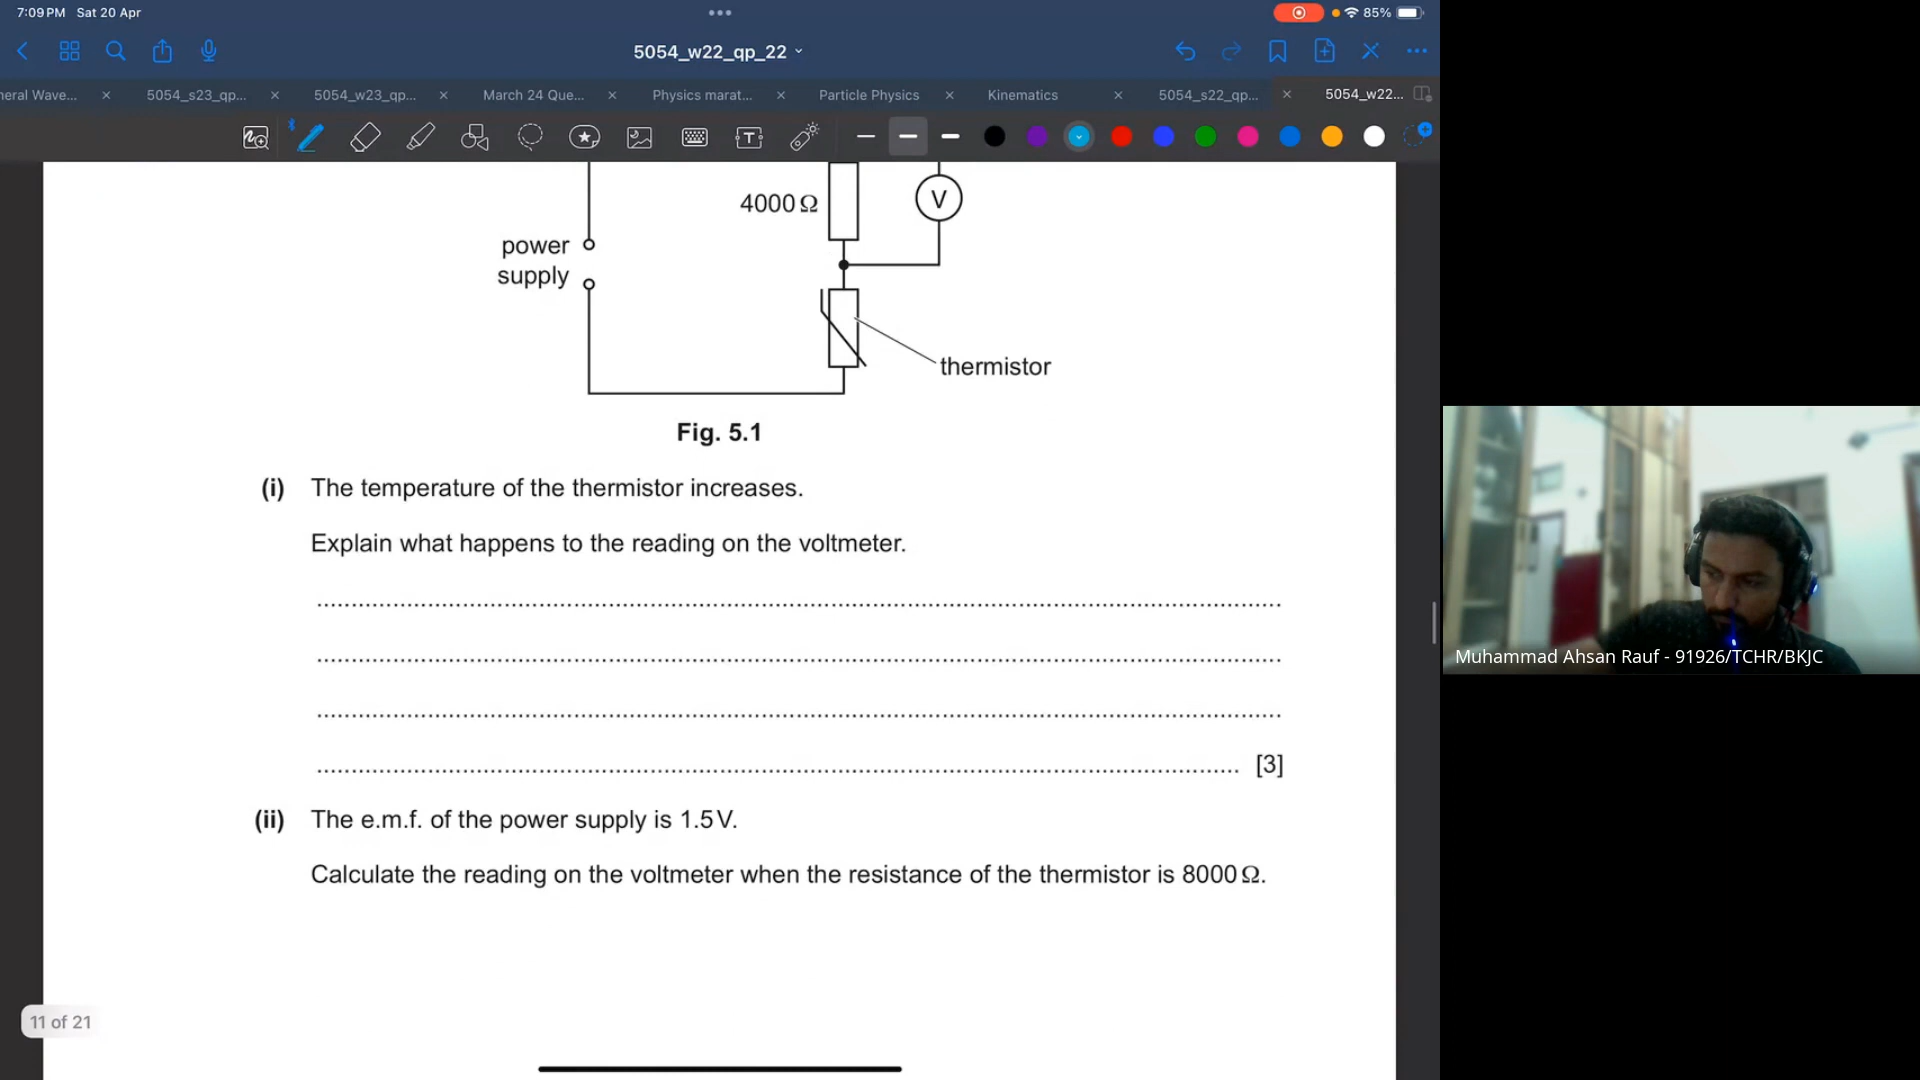 7:09 PM Sat 20 Apr
85%
5054_w22_qp_22
neral Wave...
5054_s23_qp...
5054_w23_qp...
March 24 Que...
Physics marat...
Particle Physics
Kinematics
5054_s22_qp...
5054_w22...
4000 Ω
V
power
supply
thermistor
Fig. 5.1
(i) The temperature of the thermistor increases.
Explain what happens to the reading on the voltmeter.
[3]
(ii) The e.m.f. of the power supply is 1.5 V.
Calculate the reading on the voltmeter when the resistance of the thermistor is 8000 Ω.
11 of 21
Muhammad Ahsan Rauf - 91926/TCHR/BKJC